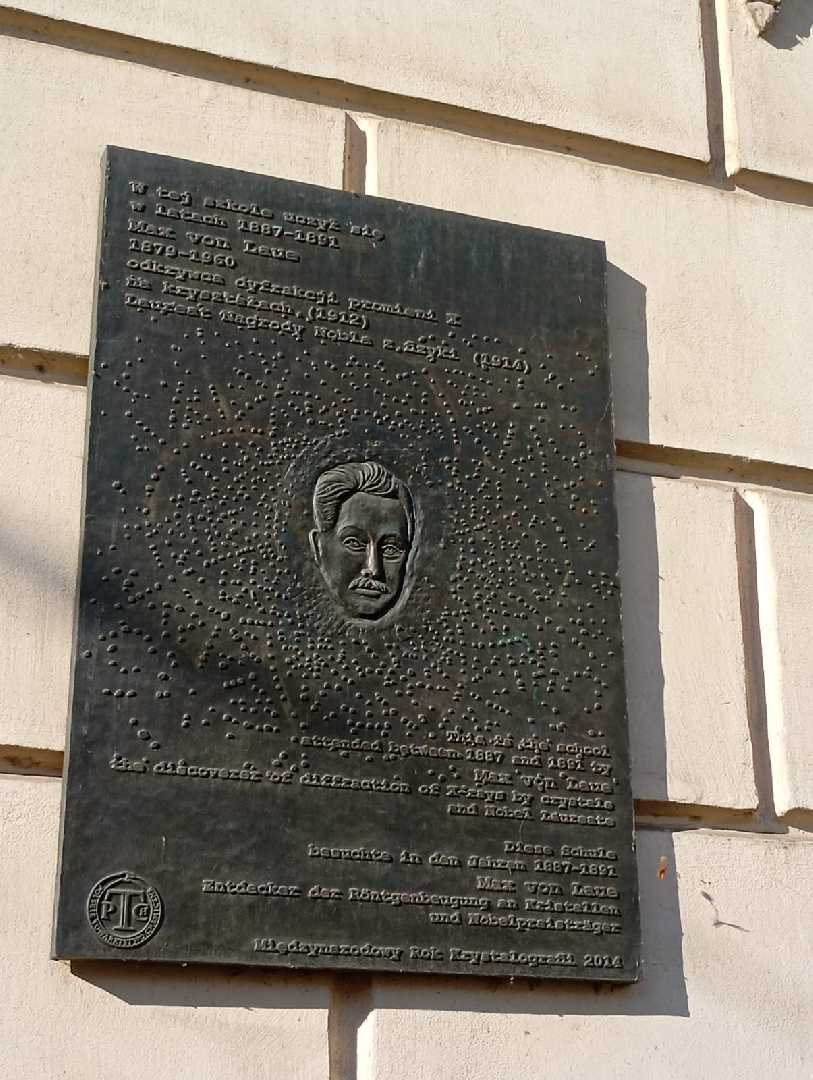 W tej szkole uczył się
w latach 1887-1891
Max von Laue
1879-1960
odkrywca dyfrakcji promieni X
na kryształach (1912)
Laureat Nagrody Nobla z fizyki (1914)
This is the school
attended between 1887 and 1891 by
Max von Laue
the discoverer of diffraction of X-rays by crystals
and Nobel Laureate
Diese Schule
besuchte in den Jahren 1887-1891
Max von Laue
Entdecker der Röntgenbeugung an Kristallen
und Nobelpreisträger
Międzynarodowy Rok Krystalografii 2014
PTCH